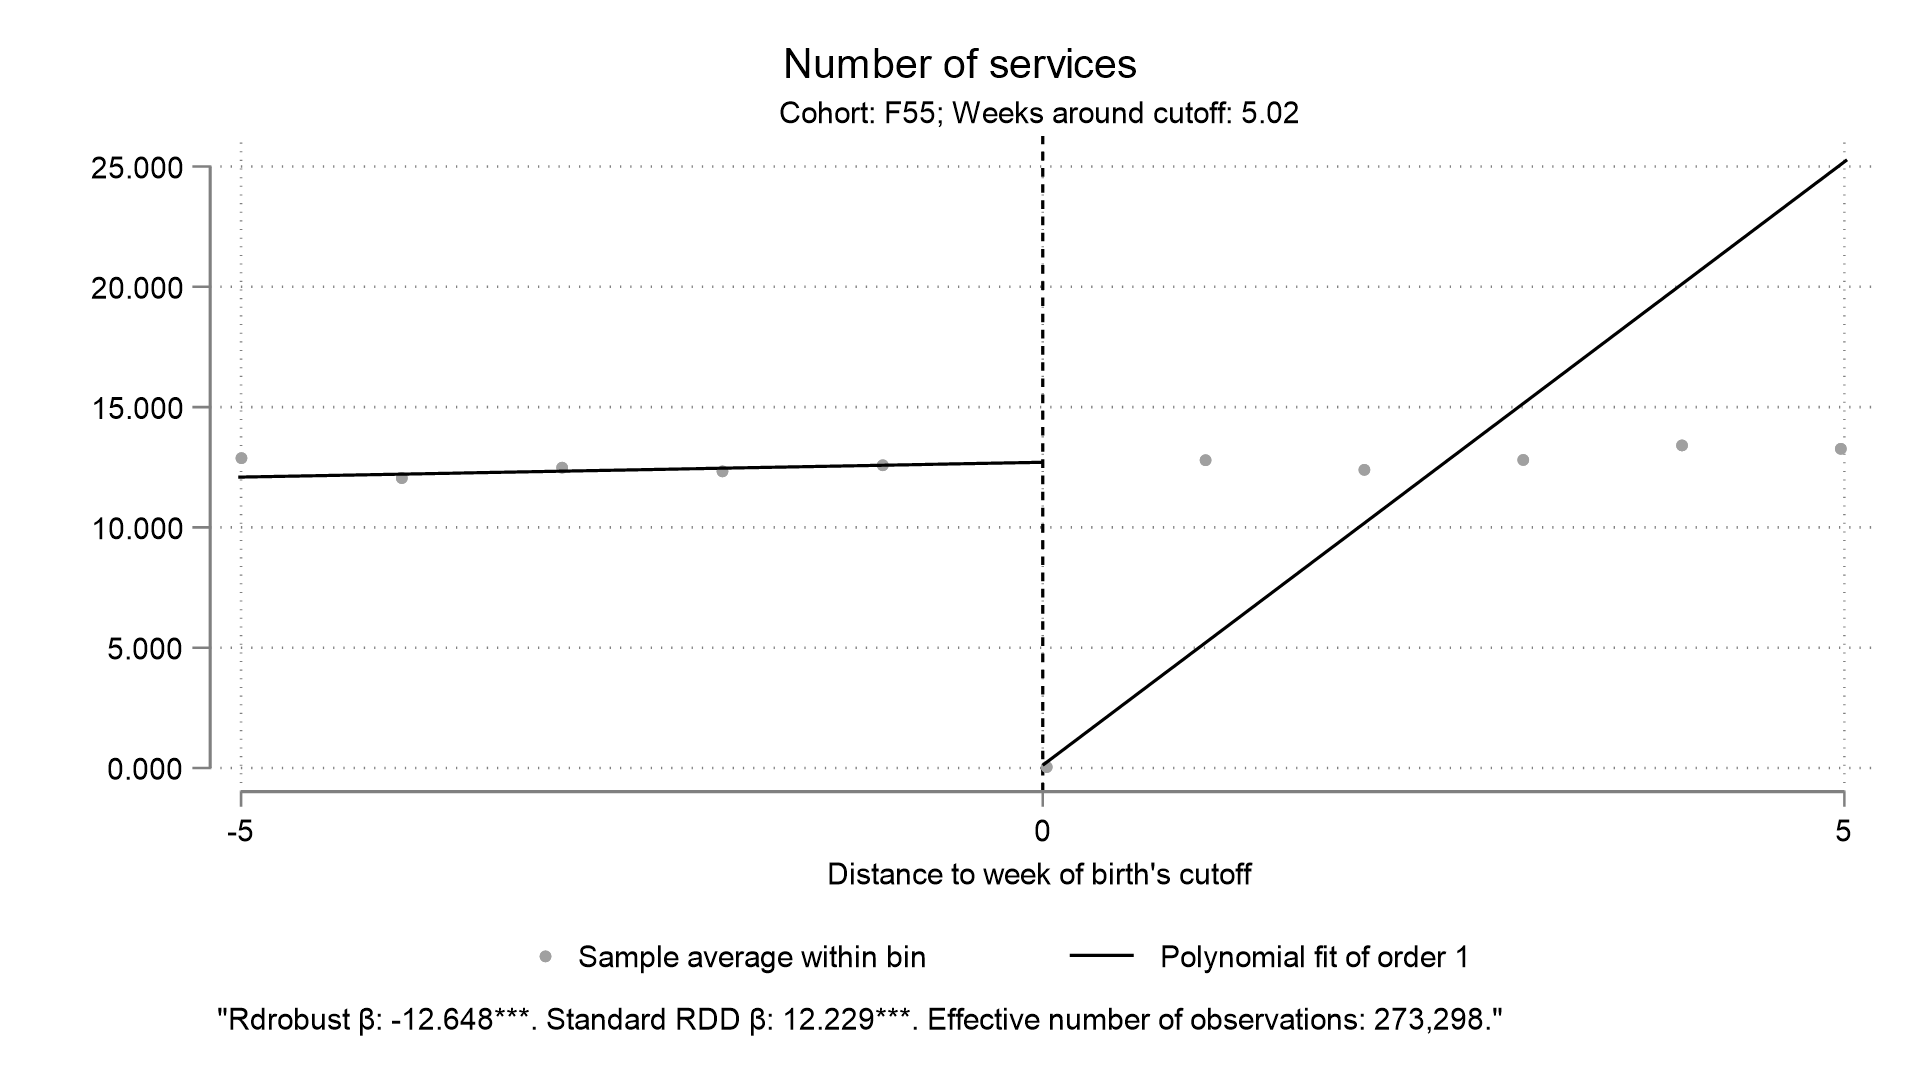 Number of services
Cohort: F55; Weeks around cutoff: 5.02
25.000
20.000
15.000
10.000
5.000
0.000
-5
0
5
Distance to week of birth's cutoff
Sample average within bin
Polynomial fit of order 1
"Rdrobust β: -12.648***. Standard RDD β: 12.229***. Effective number of observations: 273,298."